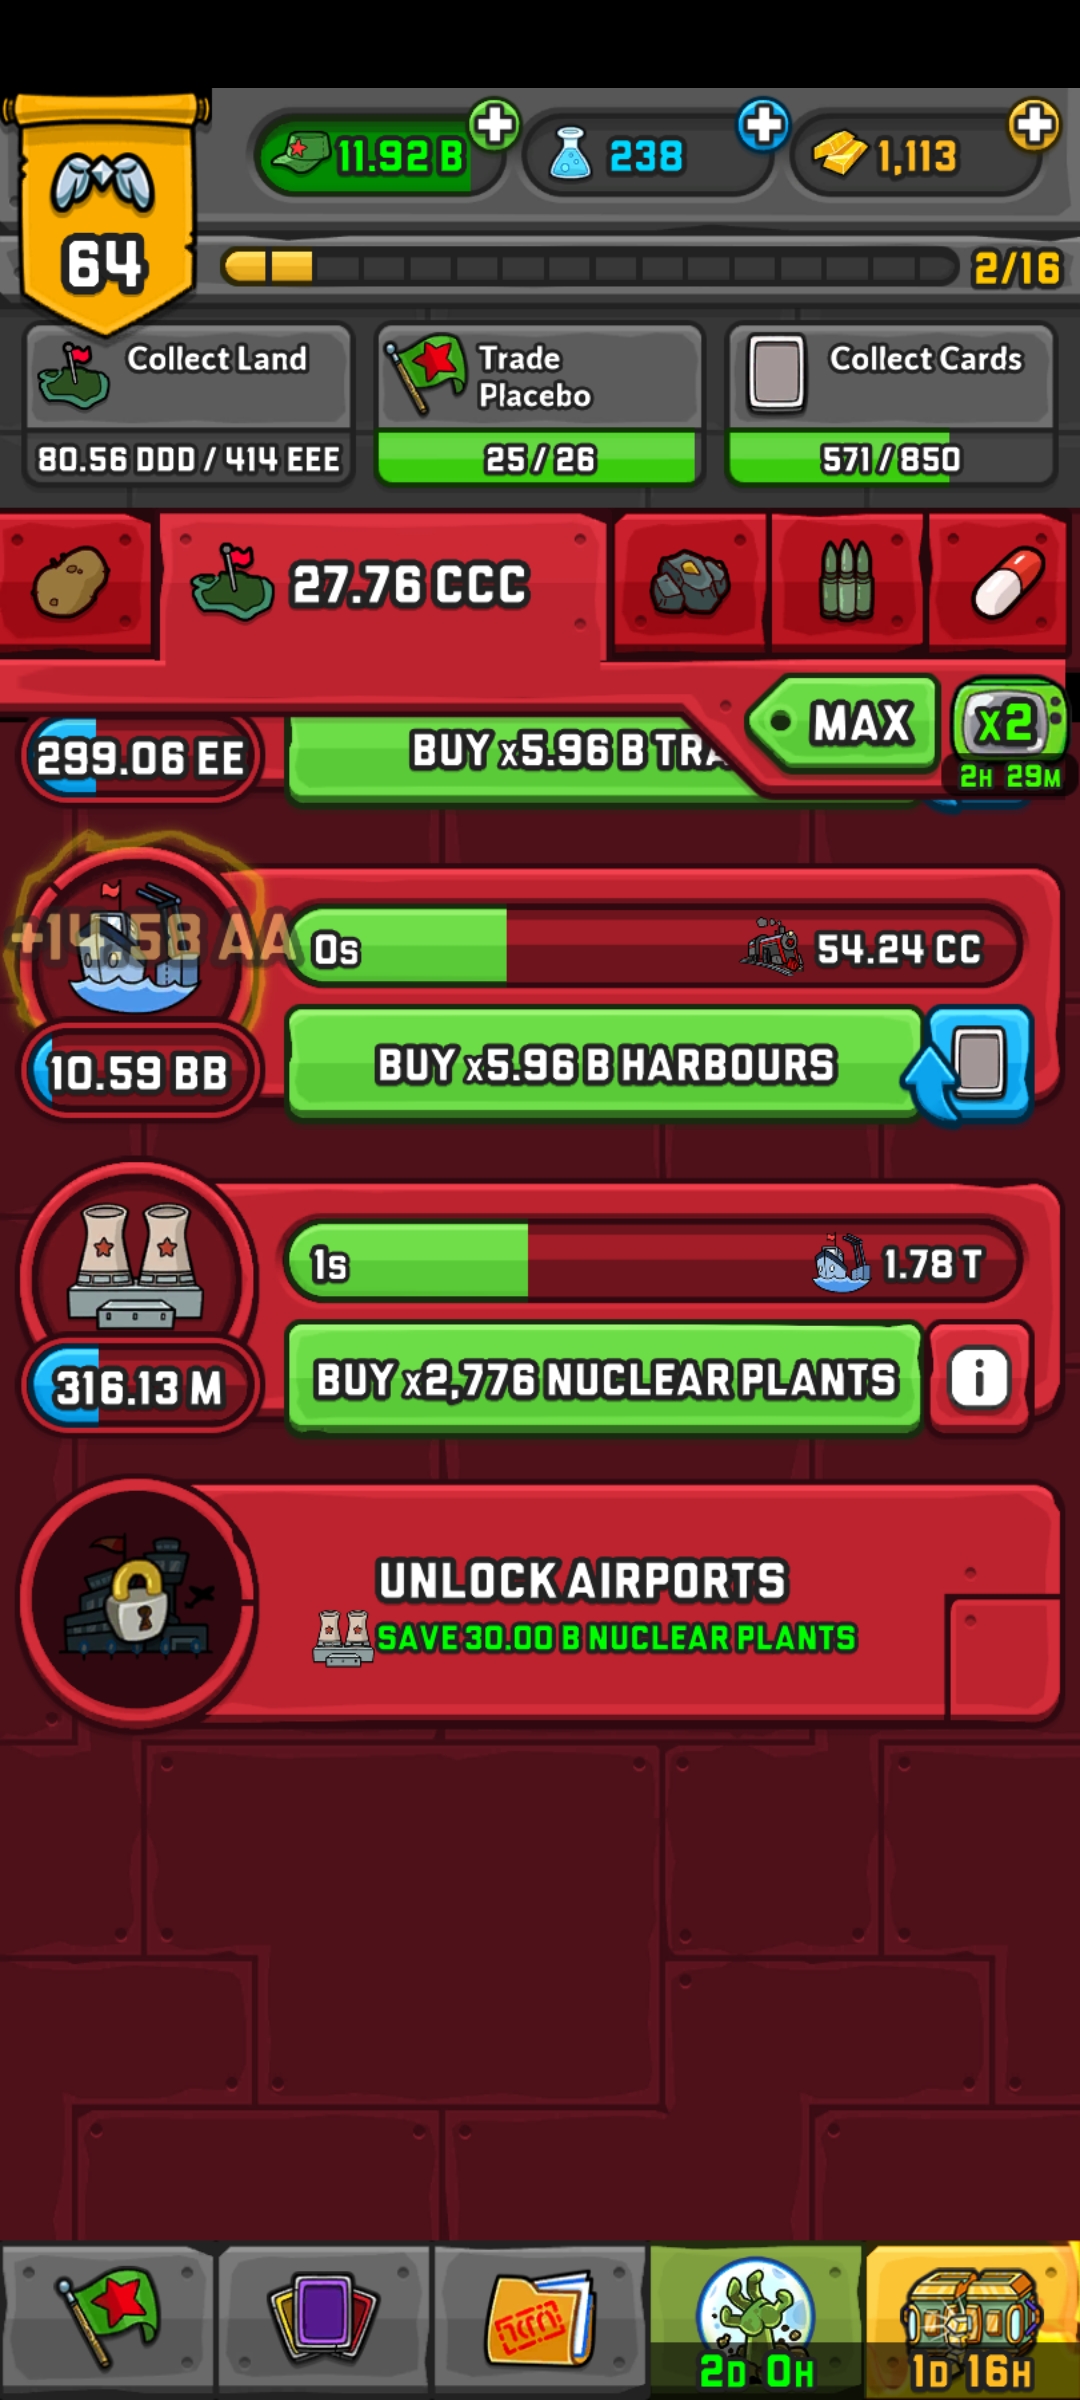 11.92 B
238
1,113
64
2/16
Collect Land
80.56 DDD / 414 EEE
Trade
Placebo
25 / 26
Collect Cards
571 / 850
27.76 CCC
MAX
x2
2H 29M
299.06 EE
BUY x5.96 B
+14.58 AA
0s
54.24 CC
10.59 BB
BUY x5.96 B HARBOURS
1s
1.78 T
316.13 M
BUY x2,776 NUCLEAR PLANTS
i
UNLOCK AIRPORTS
SAVE 30.00 B NUCLEAR PLANTS
2D 0H
1D 16H